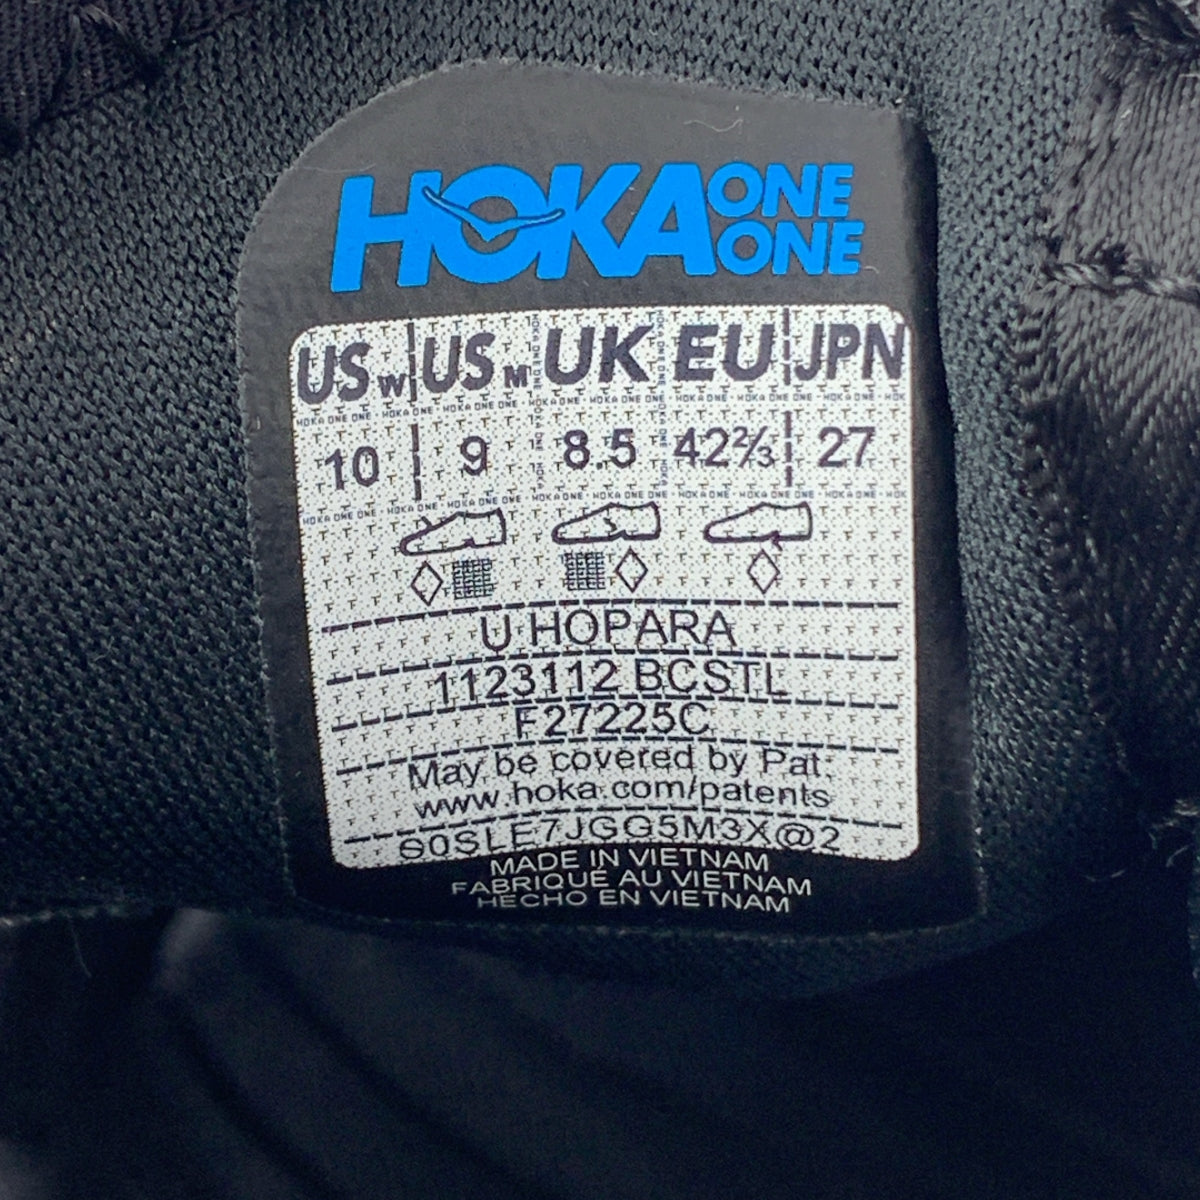 HOKA ONE ONE
US W US M UK EU JPN
10 9 8.5 42⅔ 27
U HOPARA
1123112 BCSTL
F27225C
May be covered by Pat:
www.hoka.com/patents
90SLE7JGG5M3X@2
MADE IN VIETNAM
FABRIQUÉ AU VIETNAM
HECHO EN VIETNAM